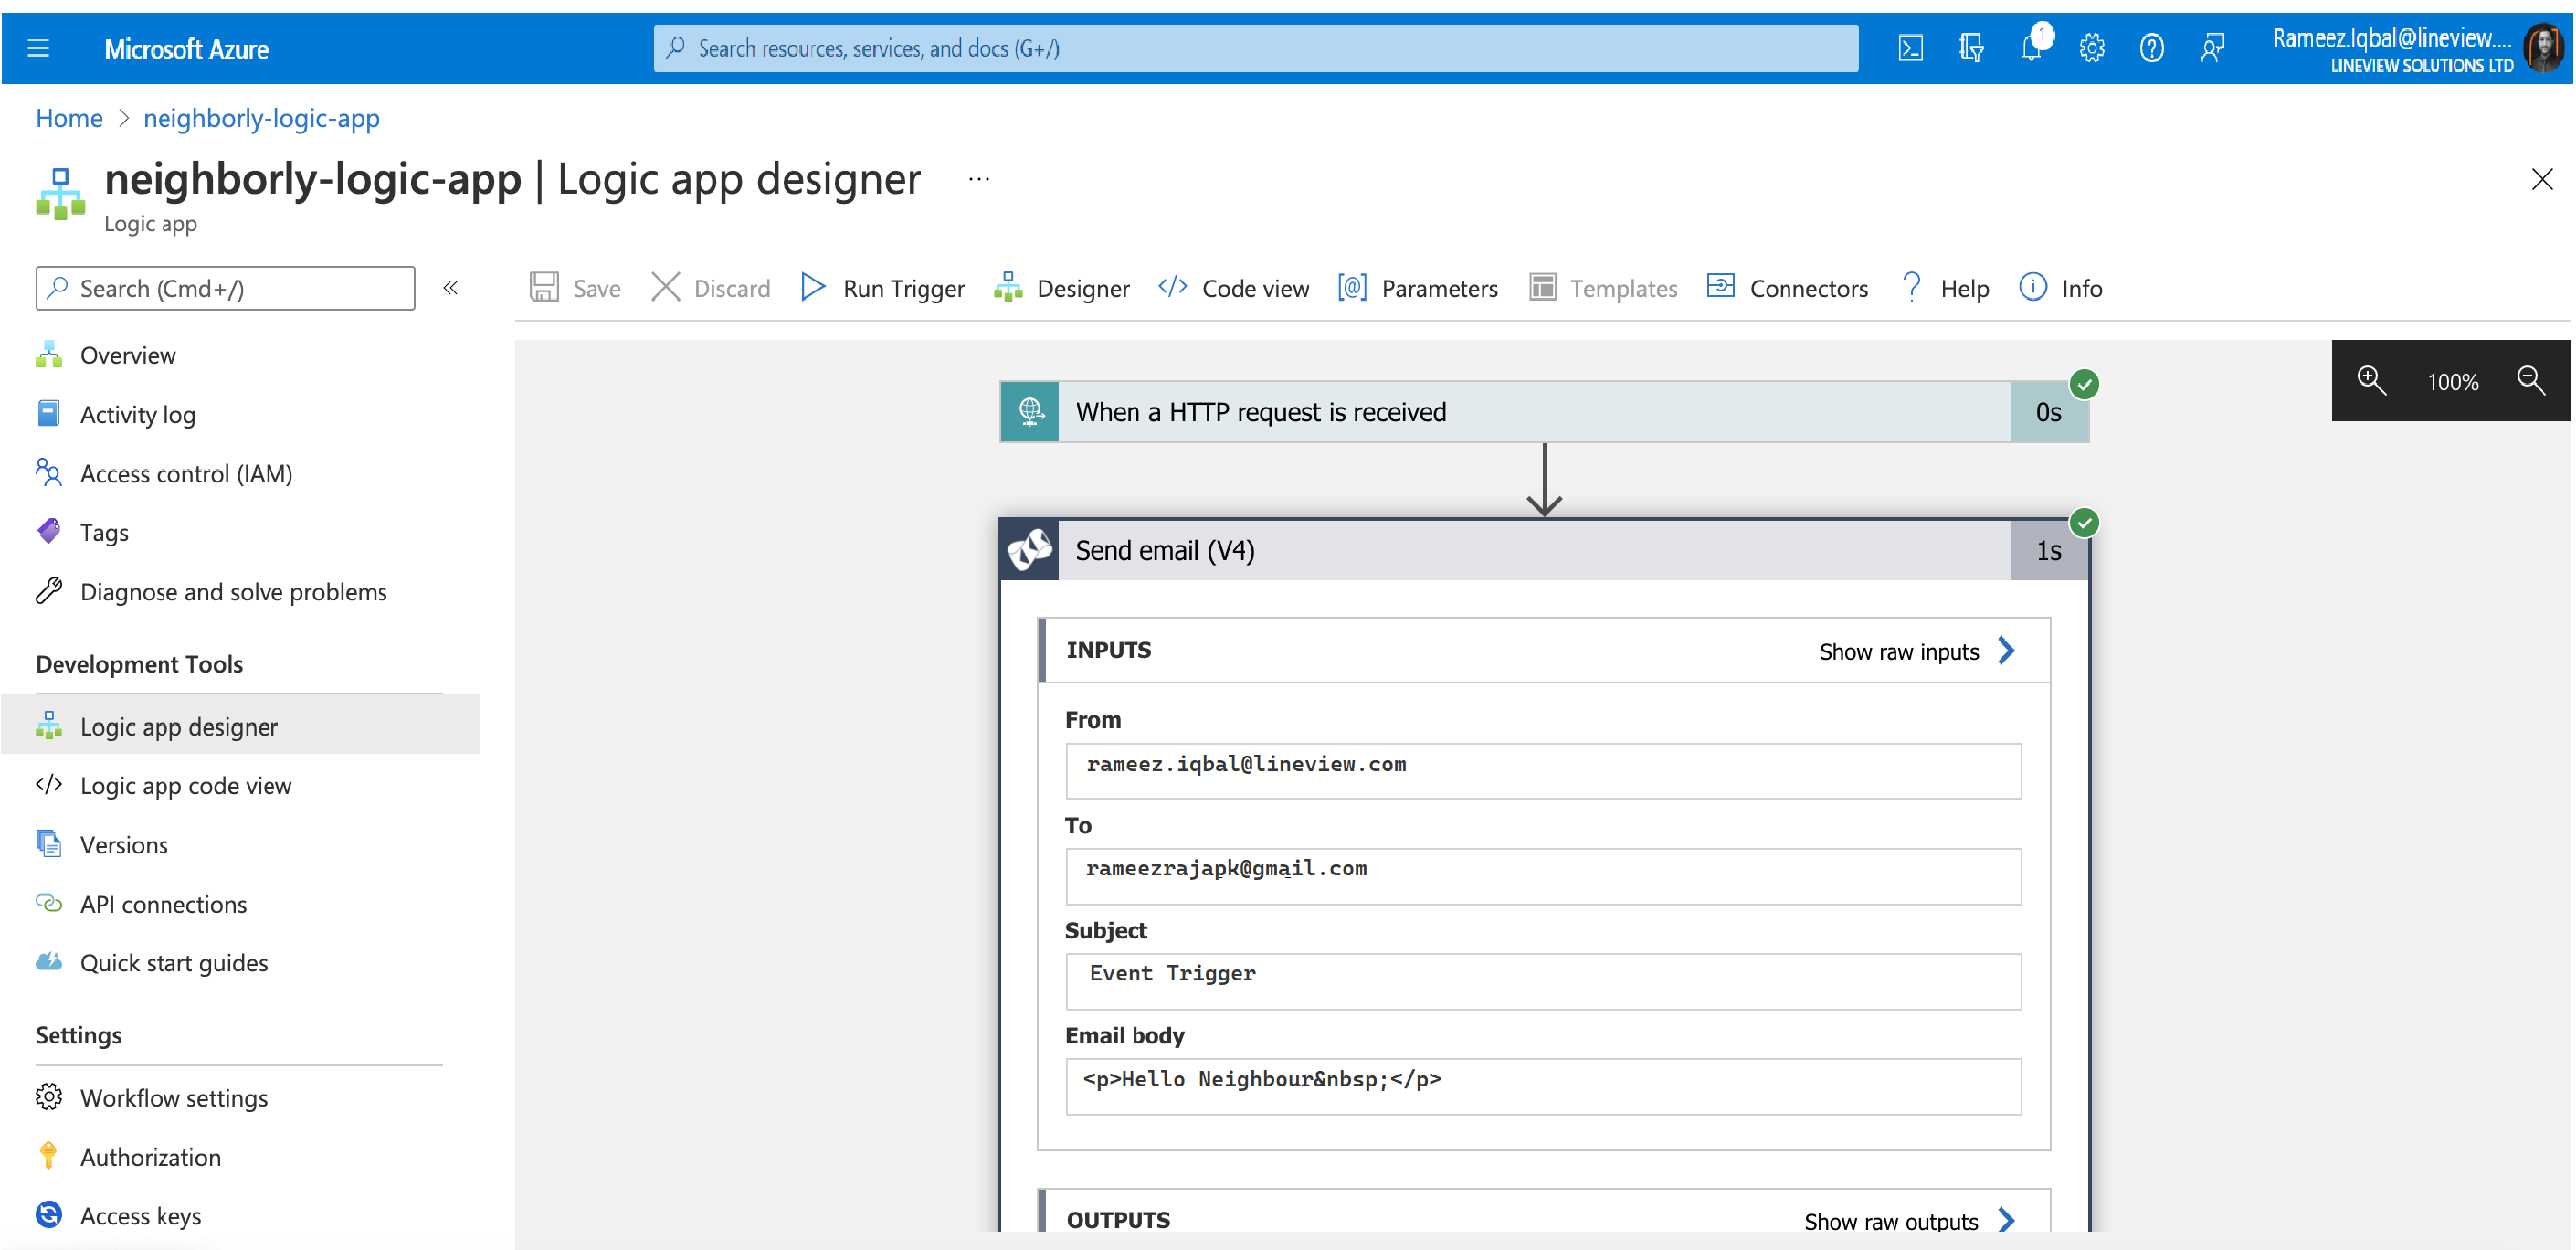 Microsoft Azure
Search resources, services, and docs (G+/)
1
Rameez.Iqbal@lineview....
LINEVIEW SOLUTIONS LTD
Home > neighborly-logic-app
neighborly-logic-app | Logic app designer ...
Logic app
Search (Cmd+/)
«
Save
Discard
Run Trigger
Designer
Code view
Parameters
Templates
Connectors
Help
Info
Overview
Activity log
Access control (IAM)
Tags
Diagnose and solve problems
Development Tools
Logic app designer
Logic app code view
Versions
API connections
Quick start guides
Settings
Workflow settings
Authorization
Access keys
When a HTTP request is received
0s
100%
Send email (V4)
1s
INPUTS
Show raw inputs
From
rameez.iqbal@lineview.com
To
rameezrajapk@gmail.com
Subject
Event Trigger
Email body
<p>Hello Neighbour&nbsp;</p>
OUTPUTS
Show raw outputs